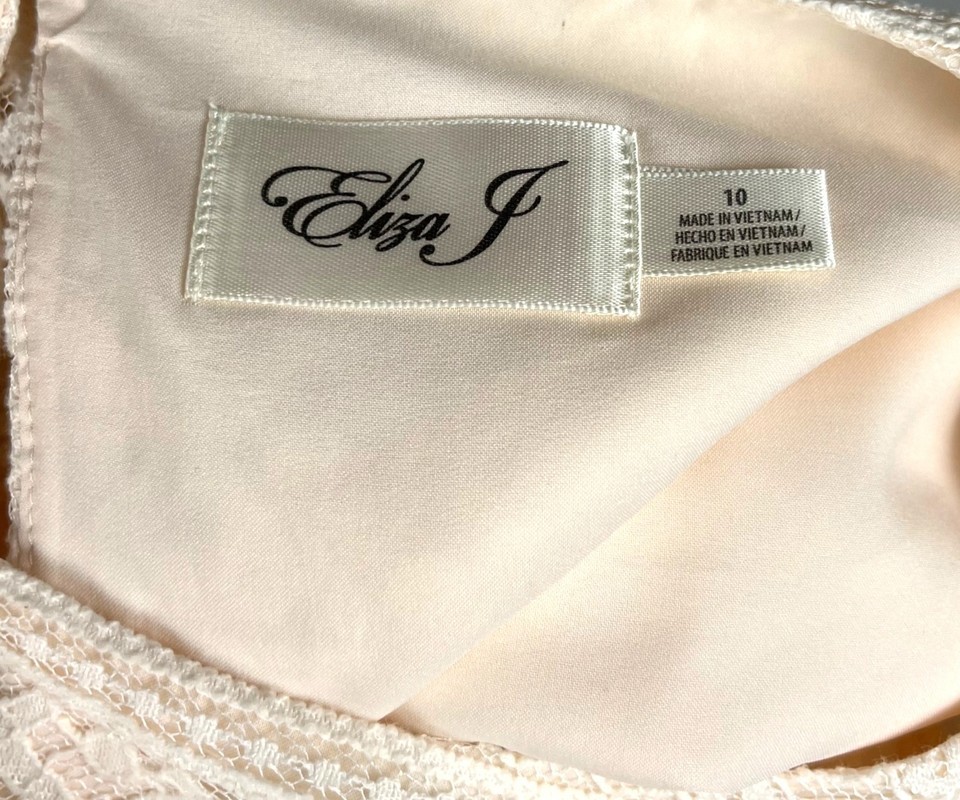 Eliza J
10
MADE IN VIETNAM/
HECHO EN VIETNAM/
FABRIQUE EN VIETNAM